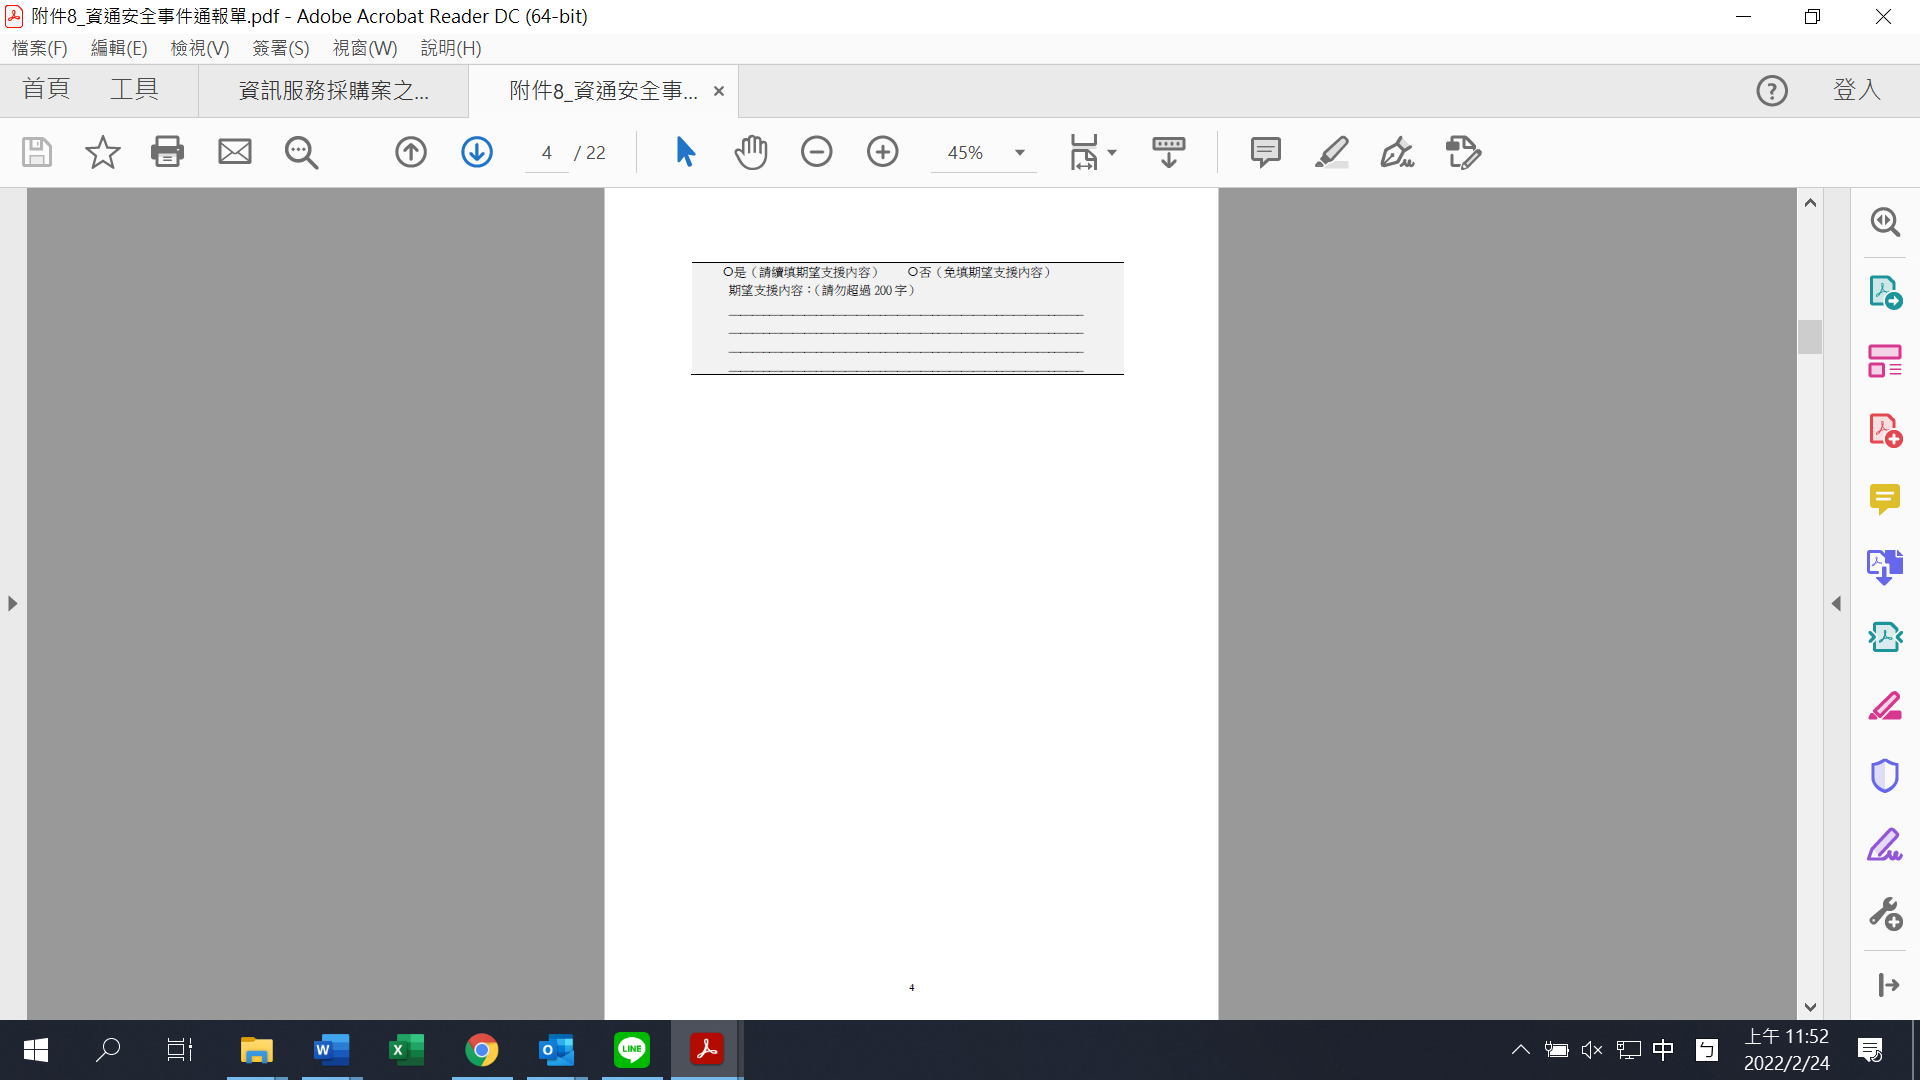 附件8_資通安全事件通報單.pdf - Adobe Acrobat Reader DC (64-bit)
檔案(F) 編輯(E) 檢視(V) 簽署(S) 視窗(W) 說明(H)
首頁 工具 資訊服務採購案之... 附件8_資通安全事... × 登入
4 / 22 45%
○是（請續填期望支援內容） ○否（免填期望支援內容）
期望支援內容：（請勿超過 200 字）
4
LINE 中 ㄅ 上午 11:52
2022/2/24